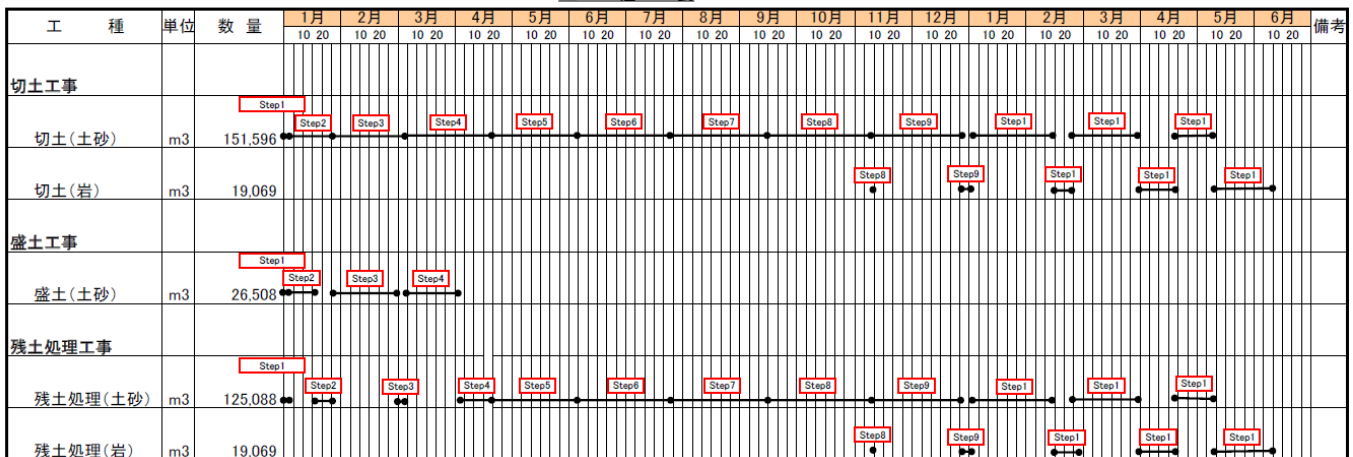 工 種 単位 数 量 1月 2月 3月 4月 5月 6月 7月 8月 9月 10月 11月 12月 1月 2月 3月 4月 5月 6月 備考
10 20 10 20 10 20 10 20 10 20 10 20 10 20 10 20 10 20 10 20 10 20 10 20 10 20 10 20 10 20 10 20 10 20 10 20
切土工事
Step1
Step2 Step3 Step4 Step5 Step6 Step7 Step8 Step9 Step1 Step1 Step1
切土(土砂) m3 151,596
Step8 Step9 Step1 Step1 Step1
切土(岩) m3 19,069
盛土工事
Step1
Step2 Step3 Step4
盛土(土砂) m3 26,508
残土処理工事
Step1
Step2 Step3 Step4 Step5 Step6 Step7 Step8 Step9 Step1 Step1 Step1
残土処理(土砂) m3 125,088
Step8 Step9 Step1 Step1 Step1
残土処理(岩) m3 19,069